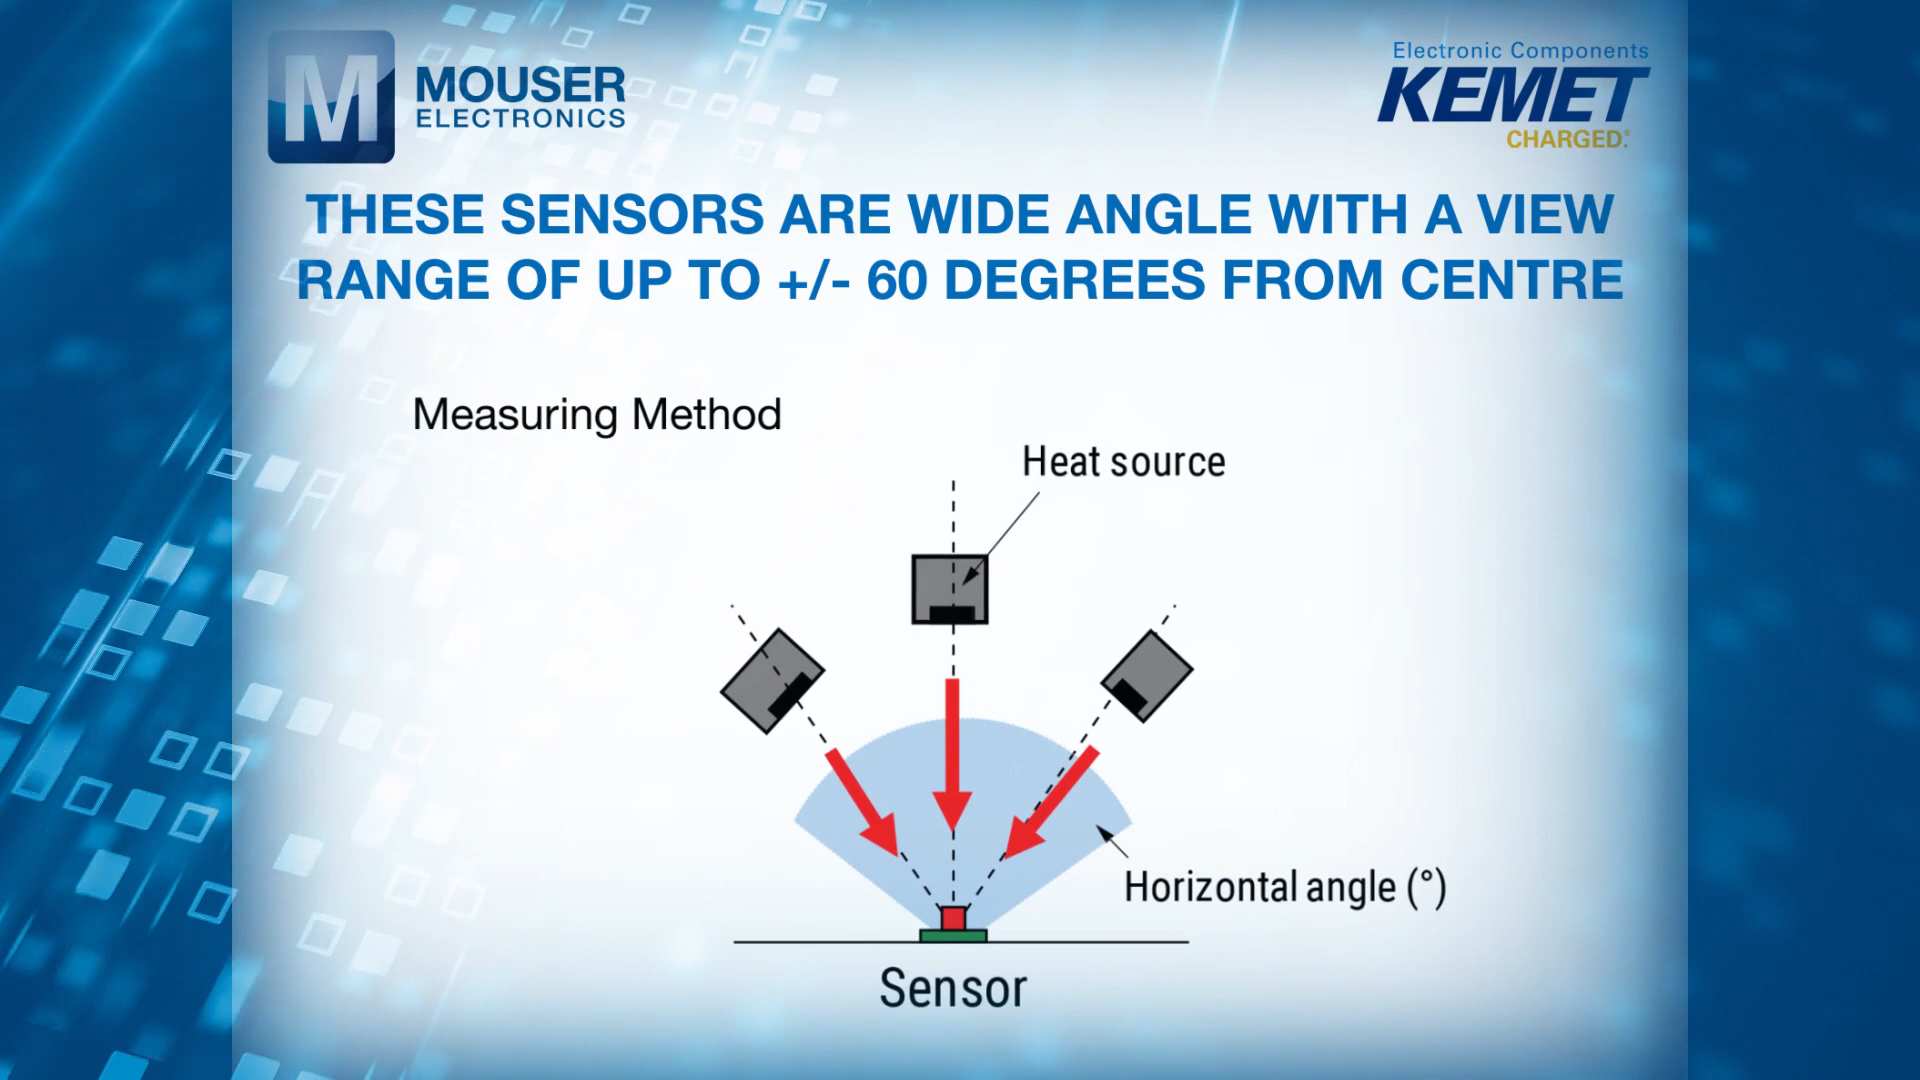 M MOUSER
ELECTRONICS
Electronic Components
KEMET
CHARGED®
THESE SENSORS ARE WIDE ANGLE WITH A VIEW
RANGE OF UP TO +/- 60 DEGREES FROM CENTRE
Measuring Method
Heat source
Horizontal angle (°)
Sensor